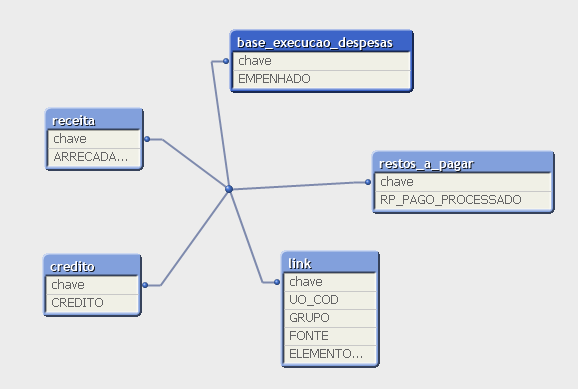 base_execucao_despesas
chave
EMPENHADO
receita
chave
ARRECADA...
restos_a_pagar
chave
RP_PAGO_PROCESSADO
credito
chave
CREDITO
link
chave
UO_COD
GRUPO
FONTE
ELEMENTO...